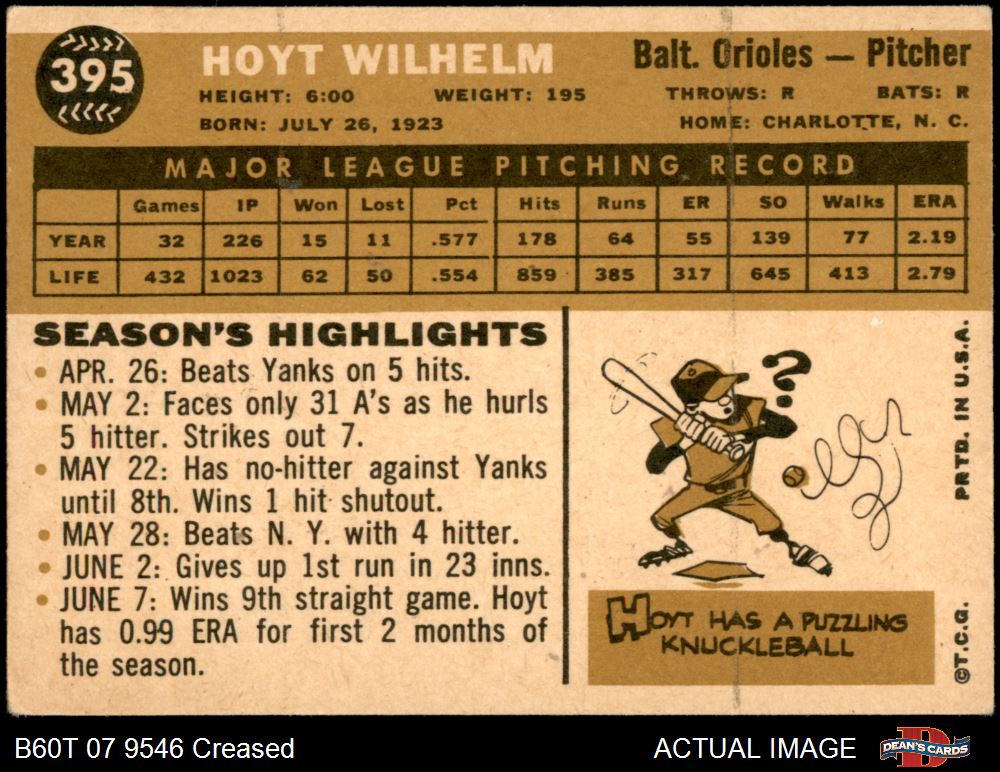 395
HOYT WILHELM
Balt. Orioles — Pitcher
HEIGHT: 6:00 WEIGHT: 195 THROWS: R BATS: R
BORN: JULY 26, 1923 HOME: CHARLOTTE, N. C.
MAJOR LEAGUE PITCHING RECORD
Games IP Won Lost Pct Hits Runs ER SO Walks ERA
YEAR 32 226 15 11 .577 178 64 55 139 77 2.19
LIFE 432 1023 62 50 .554 859 385 317 645 413 2.79
SEASON'S HIGHLIGHTS
• APR. 26: Beats Yanks on 5 hits.
• MAY 2: Faces only 31 A's as he hurls
5 hitter. Strikes out 7.
• MAY 22: Has no-hitter against Yanks
until 8th. Wins 1 hit shutout.
• MAY 28: Beats N. Y. with 4 hitter.
• JUNE 2: Gives up 1st run in 23 inns.
• JUNE 7: Wins 9th straight game. Hoyt
has 0.99 ERA for first 2 months of
the season.
?
HOYT HAS A PUZZLING
KNUCKLEBALL
©T.C.G. PRTD. IN U.S.A.
B60T 07 9546 Creased
ACTUAL IMAGE
D
DEAN'S CARDS